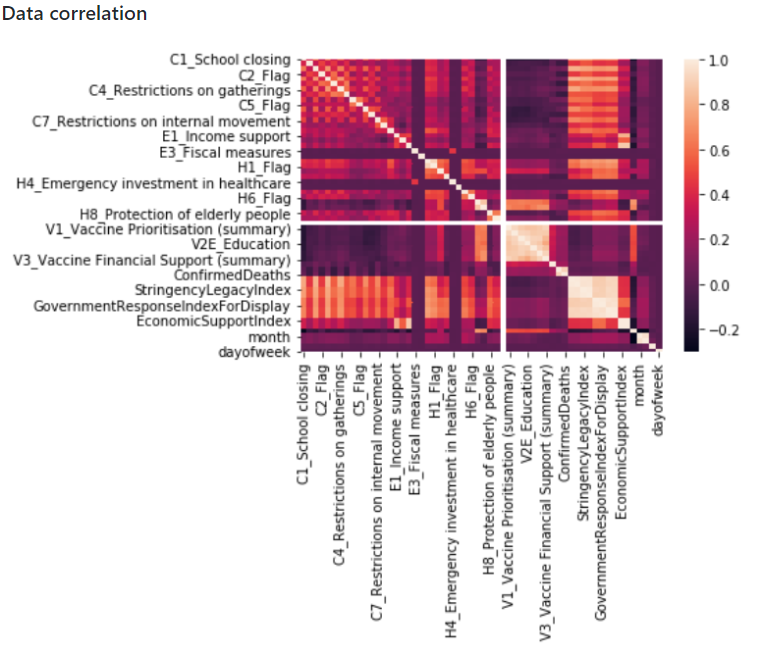 Data correlation
C1_School closing
C2_Flag
C4_Restrictions on gatherings
C5_Flag
C7_Restrictions on internal movement
E1_Income support
E3_Fiscal measures
H1_Flag
H4_Emergency investment in healthcare
H6_Flag
H8_Protection of elderly people
V1_Vaccine Prioritisation (summary)
V2E_Education
V3_Vaccine Financial Support (summary)
ConfirmedDeaths
StringencyLegacyIndex
GovernmentResponseIndexForDisplay
EconomicSupportIndex
month
dayofweek
1.0
0.8
0.6
0.4
0.2
0.0
−0.2
C1_School closing
C2_Flag
C4_Restrictions on gatherings
C5_Flag
C7_Restrictions on internal movement
E1_Income support
E3_Fiscal measures
H1_Flag
H4_Emergency investment in healthcare
H6_Flag
H8_Protection of elderly people
V1_Vaccine Prioritisation (summary)
V2E_Education
V3_Vaccine Financial Support (summary)
ConfirmedDeaths
StringencyLegacyIndex
GovernmentResponseIndexForDisplay
EconomicSupportIndex
month
dayofweek